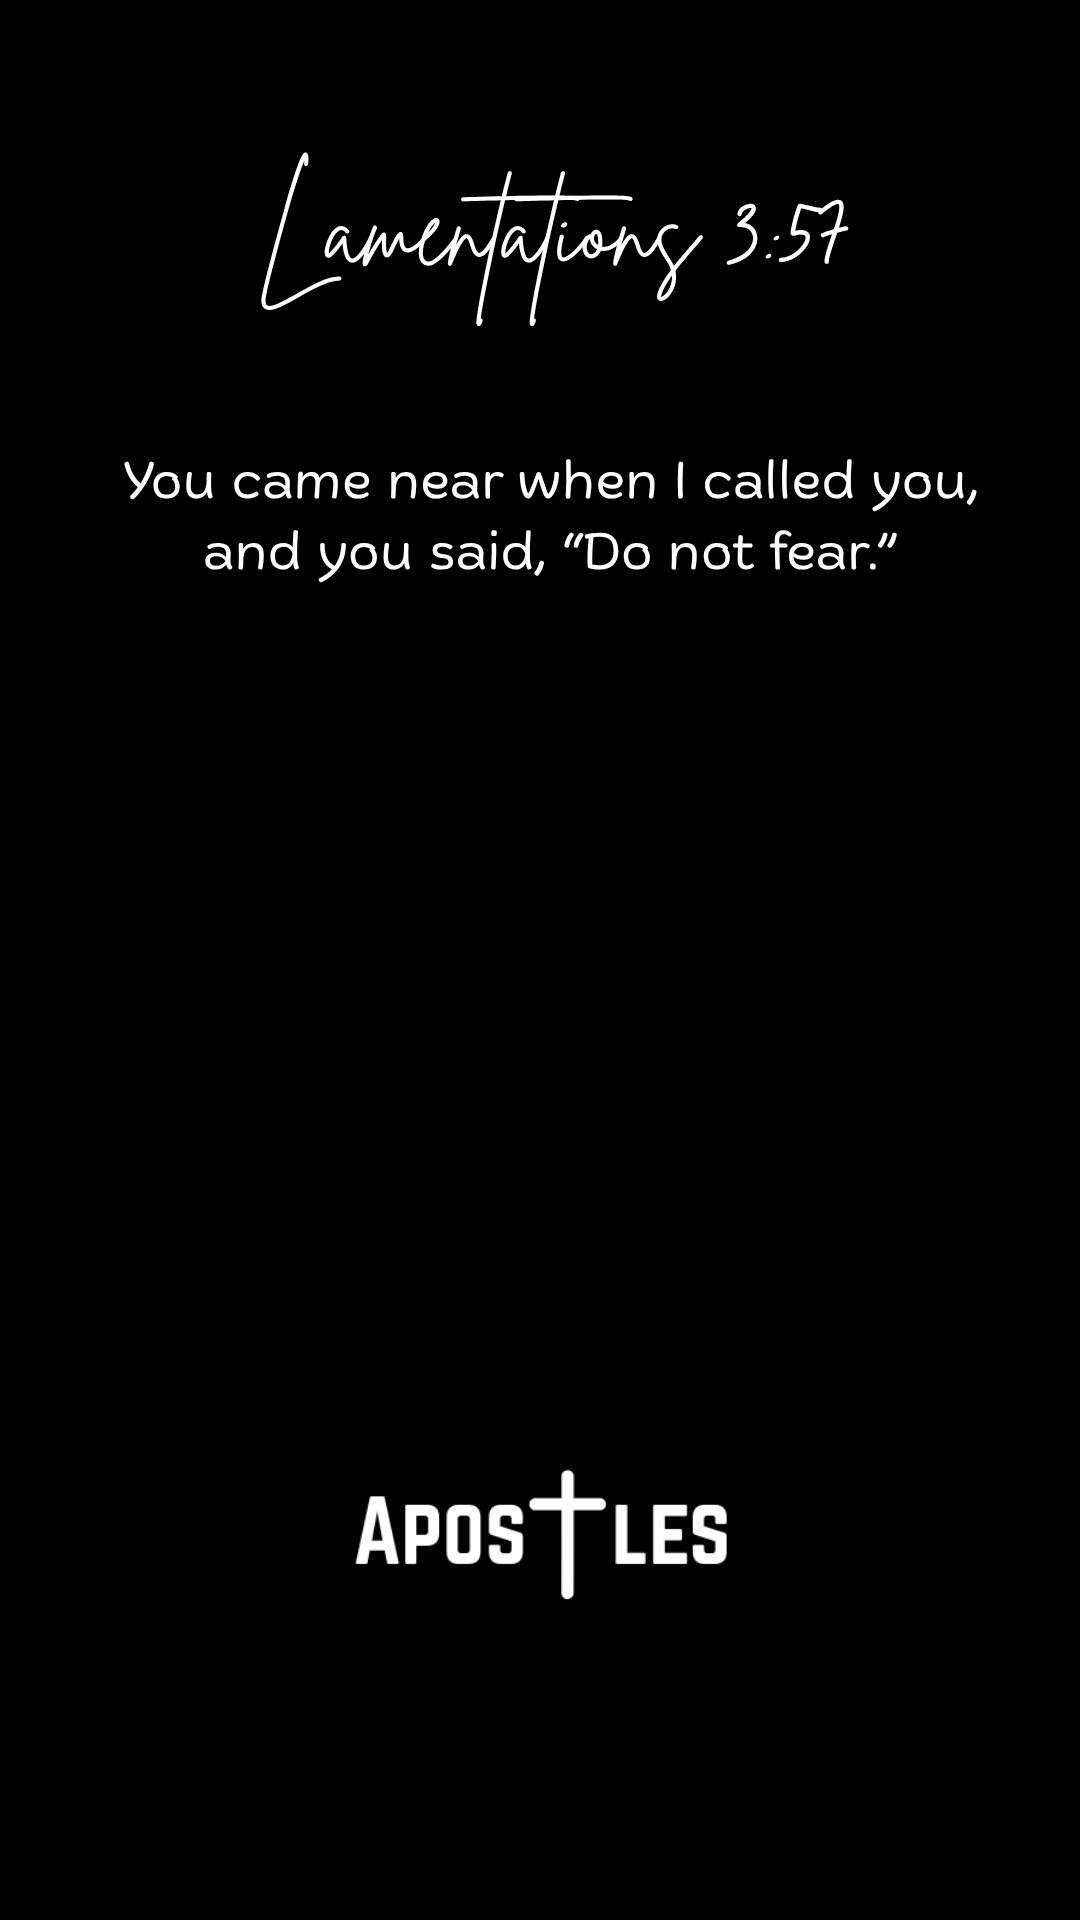 Lamentations 3:57
You came near when I called you,
and you said, “Do not fear.”
APOSTLES